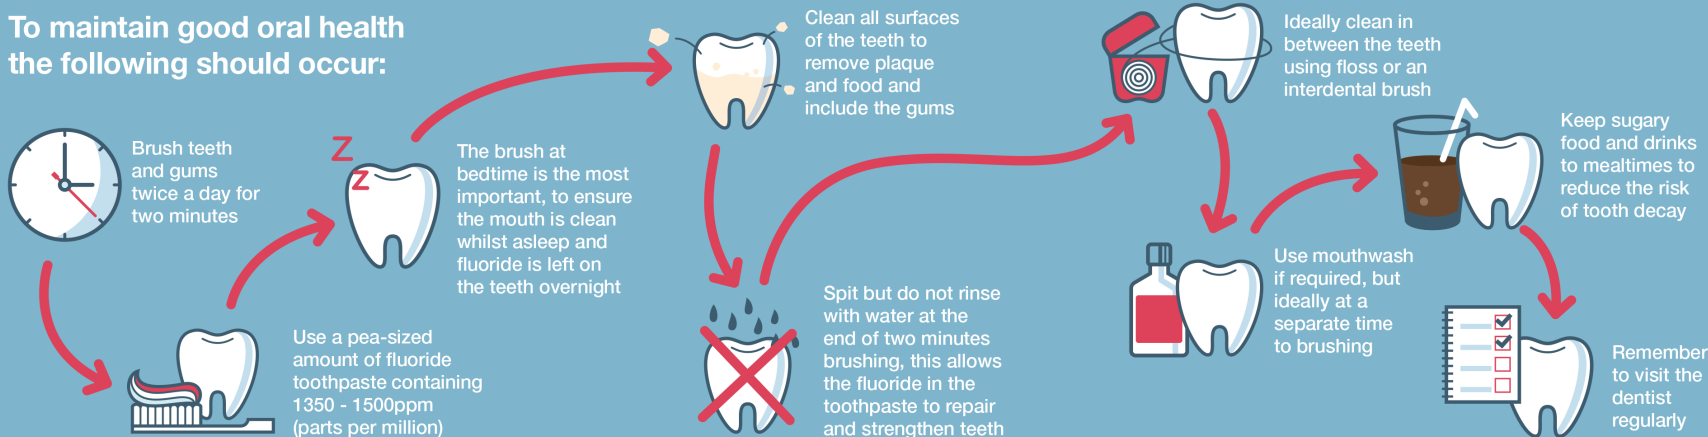 To maintain good oral health
the following should occur:
Brush teeth
and gums
twice a day for
two minutes
Use a pea-sized
amount of fluoride
toothpaste containing
1350 - 1500ppm
(parts per million)
Z
Z
The brush at
bedtime is the most
important, to ensure
the mouth is clean
whilst asleep and
fluoride is left on
the teeth overnight
Clean all surfaces
of the teeth to
remove plaque
and food and
include the gums
Spit but do not rinse
with water at the
end of two minutes
brushing, this allows
the fluoride in the
toothpaste to repair
and strengthen teeth
Ideally clean in
between the teeth
using floss or an
interdental brush
Use mouthwash
if required, but
ideally at a
separate time
to brushing
Keep sugary
food and drinks
to mealtimes to
reduce the risk
of tooth decay
Remember
to visit the
dentist
regularly